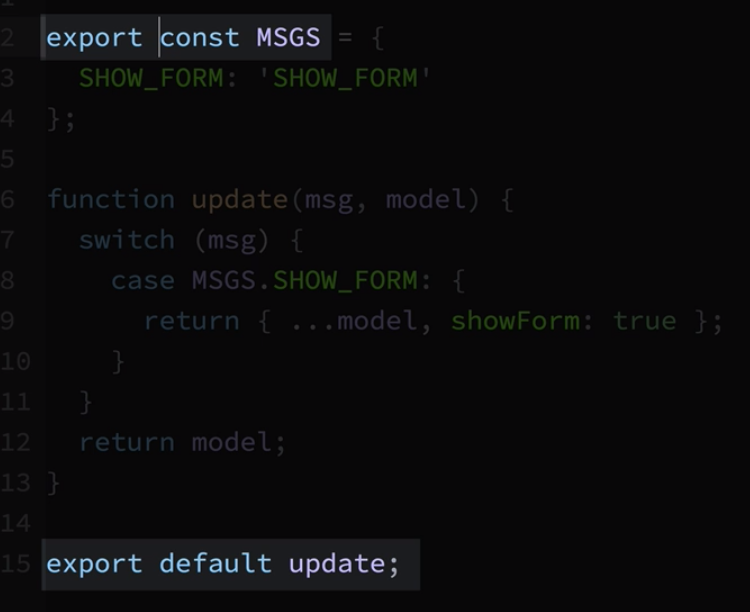 1
2 export const MSGS = {
3   SHOW_FORM: 'SHOW_FORM'
4 };
5
6 function update(msg, model) {
7   switch (msg) {
8     case MSGS.SHOW_FORM: {
9       return { ...model, showForm: true };
10     }
11   }
12   return model;
13 }
14
15 export default update;